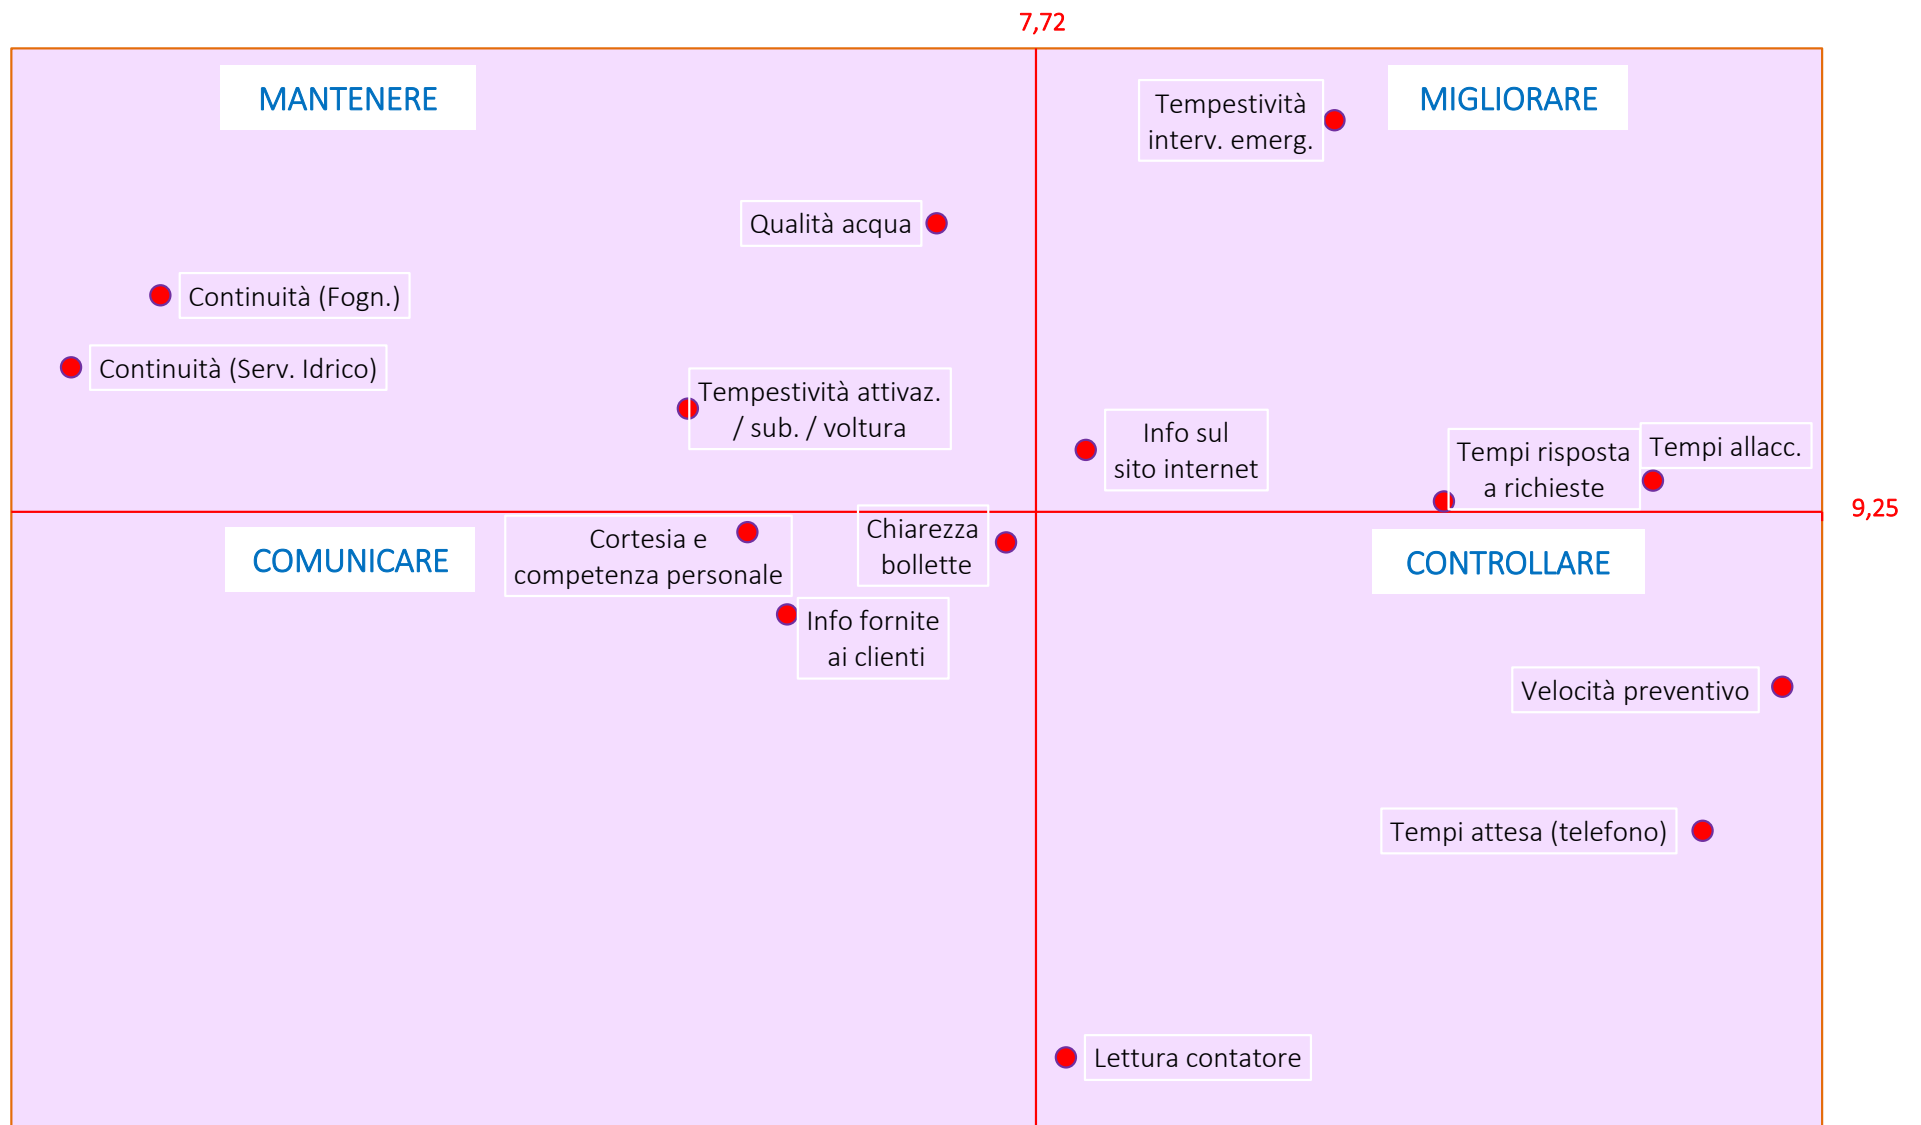 7,72
MANTENERE
MIGLIORARE
Tempestività
interv. emerg.
Qualità acqua
Continuità (Fogn.)
Continuità (Serv. Idrico)
Tempestività attivaz.
/ sub. / voltura
Info sul
sito internet
Tempi risposta
a richieste
Tempi allacc.
9,25
COMUNICARE
Cortesia e
competenza personale
Chiarezza
bollette
CONTROLLARE
Info fornite
ai clienti
Velocità preventivo
Tempi attesa (telefono)
Lettura contatore